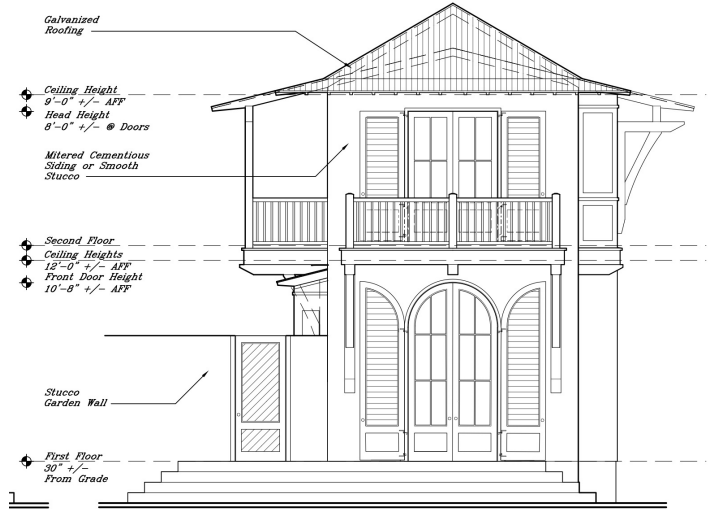 Galvanized
Roofing
Ceiling Height
9'-0" +/- AFF
Head Height
8'-0" +/- @ Doors
Mitered Cementious
Siding or Smooth
Stucco
Second Floor
Ceiling Heights
12'-0" +/- AFF
Front Door Height
10'-8" +/- AFF
Stucco
Garden Wall
First Floor
30" +/-
From Grade